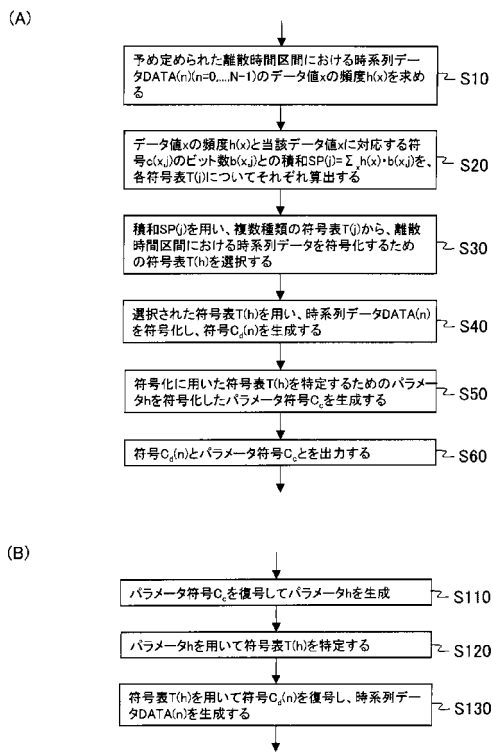 (A)
予め定められた離散時間区間における時系列デー
タDATA(n)(n=0,...,N-1)のデータ値xの頻度h(x)を求め
る
S10
データ値xの頻度h(x)と当該データ値xに対応する符
号c(x,j)のビット数b(x,j)との積和SP(j)=Σxh(x)・b(x,j)を、
各符号表T(j)についてそれぞれ算出する
S20
積和SP(j)を用い、複数種類の符号表T(j)から、離散
時間区間における時系列データを符号化するため
の符号表T(h)を選択する
S30
選択された符号表T(h)を用い、時系列データDATA(n)
を符号化し、符号Cd(n)を生成する
S40
符号化に用いた符号表T(h)を特定するためのパラメー
タhを符号化したパラメータ符号Ccを生成する
S50
符号Cd(n)とパラメータ符号Ccとを出力する
S60
(B)
パラメータ符号Ccを復号してパラメータhを生成
S110
パラメータhを用いて符号表T(h)を特定する
S120
符号表T(h)を用いて符号Cd(n)を復号し、時系列デー
タDATA(n)を生成する
S130